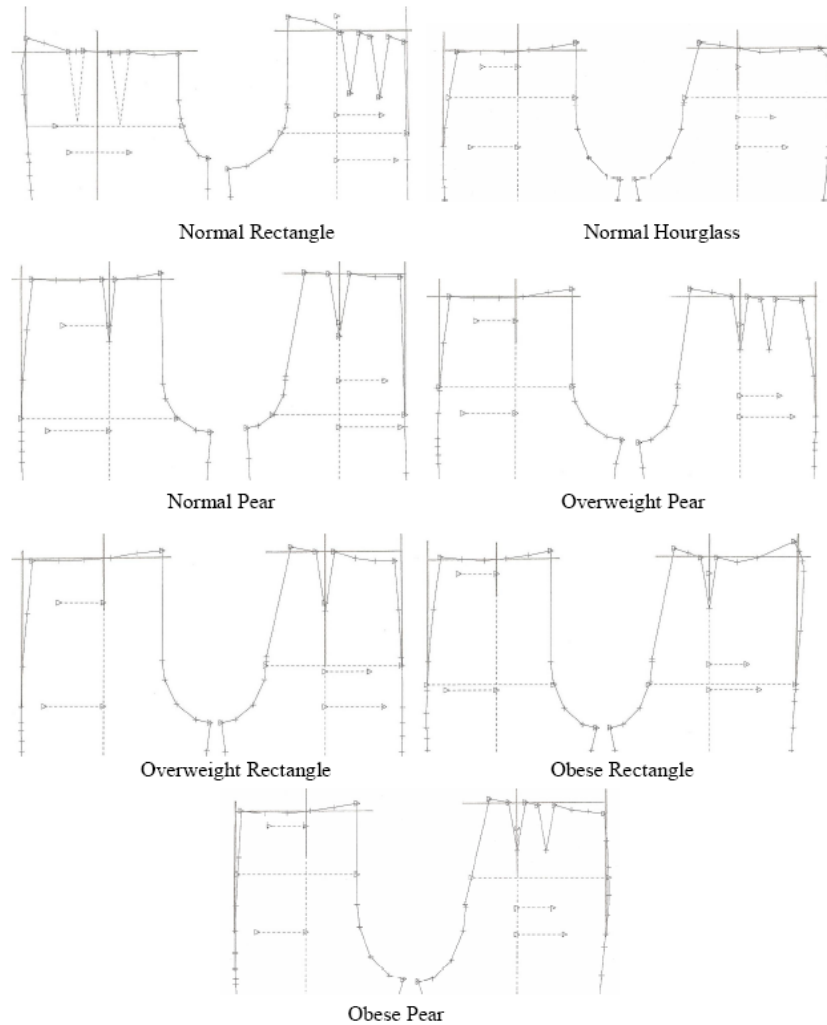 Normal Rectangle
Normal Hourglass
Normal Pear
Overweight Pear
Overweight Rectangle
Obese Rectangle
Obese Pear